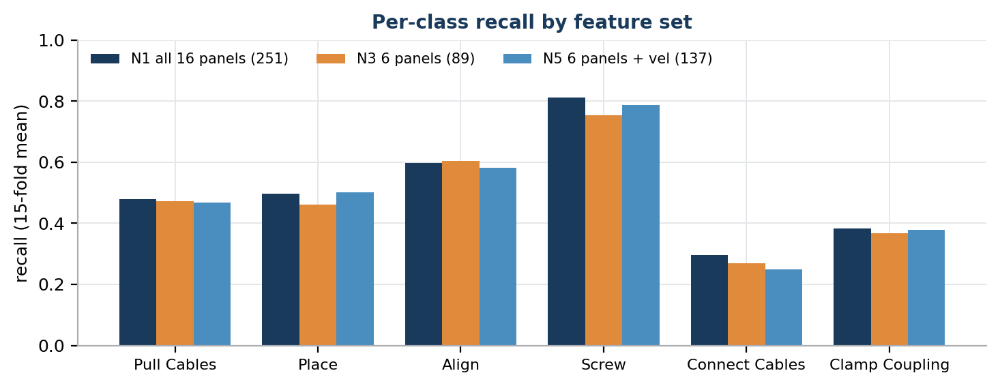 Per-class recall by feature set
N1 all 16 panels (251)
N3 6 panels (89)
N5 6 panels + vel (137)
recall (15-fold mean)
1.0
0.8
0.6
0.4
0.2
0.0
Pull Cables
Place
Align
Screw
Connect Cables
Clamp Coupling